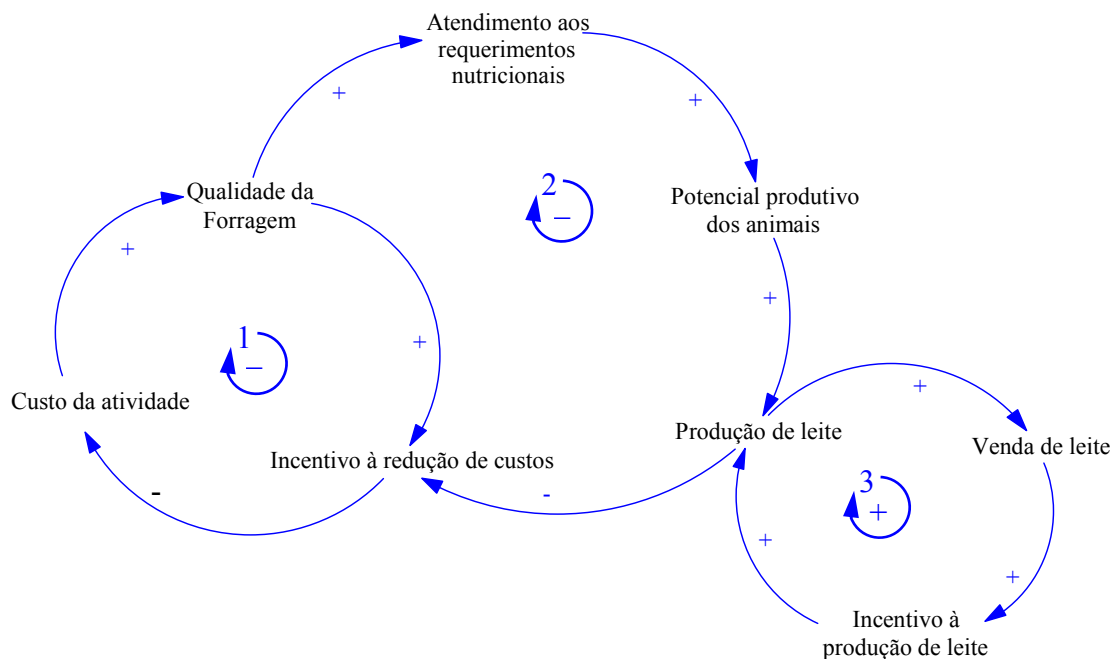 Atendimento aos
requerimentos
nutricionais
+
+
Qualidade da
Forragem
2
–
Potencial produtivo
dos animais
+
+
+
1
–
Custo da atividade
+
Produção de leite
Venda de leite
Incentivo à redução de custos
-
-
3
+
+
+
Incentivo à
produção de leite